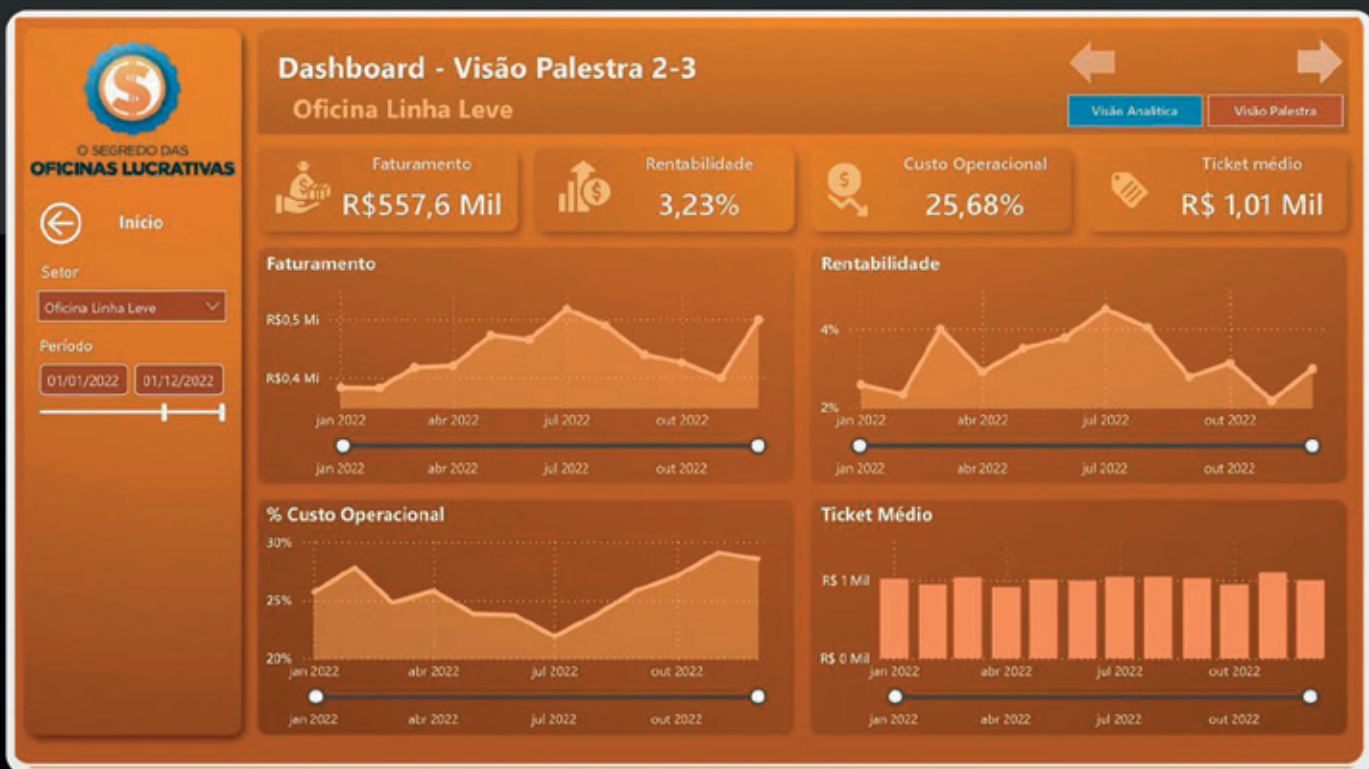 O SEGREDO DAS
OFICINAS LUCRATIVAS
Início
Setor
Oficina Linha Leve
Período
01/01/2022 01/12/2022
Dashboard - Visão Palestra 2-3
Oficina Linha Leve
Visão Analítica Visão Palestra
Faturamento
R$557,6 Mil
Rentabilidade
3,23%
Custo Operacional
25,68%
Ticket médio
R$ 1,01 Mil
Faturamento
R$0,5 Mi
R$0,4 Mi
jan 2022 abr 2022 jul 2022 out 2022
jan 2022 abr 2022 jul 2022 out 2022
Rentabilidade
4%
2%
jan 2022 abr 2022 jul 2022 out 2022
jan 2022 abr 2022 jul 2022 out 2022
% Custo Operacional
30%
25%
20%
jan 2022 abr 2022 jul 2022 out 2022
jan 2022 abr 2022 jul 2022 out 2022
Ticket Médio
R$ 1 Mil
R$ 0 Mil
jan 2022 abr 2022 jul 2022 out 2022
jan 2022 abr 2022 jul 2022 out 2022